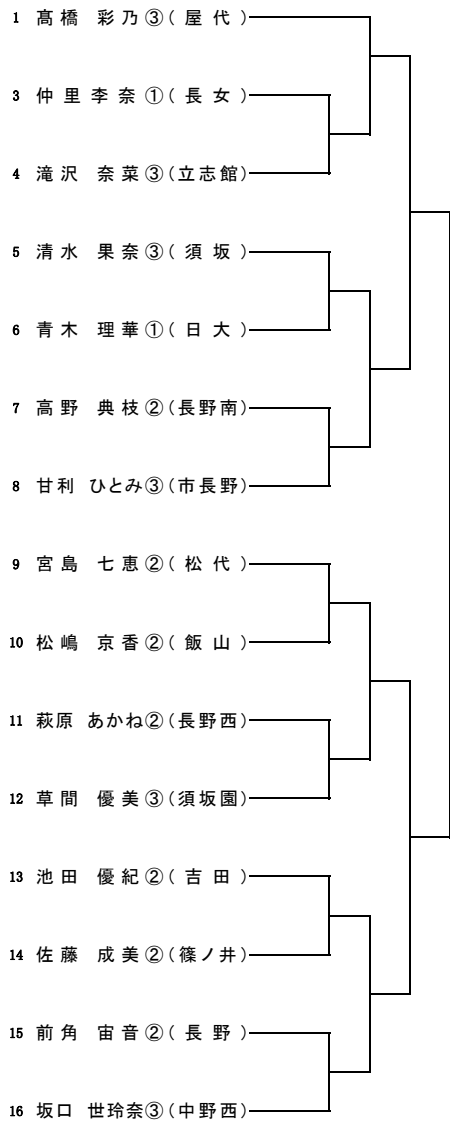 1 髙橋 彩乃③(屋代)
3 仲里李奈①(長女)
4 滝沢 奈菜③(立志館)
5 清水 果奈③(須坂)
6 青木 理華①(日大)
7 高野 典枝②(長野南)
8 甘利 ひとみ③(市長野)
9 宮島 七恵②(松代)
10 松嶋 京香②(飯山)
11 萩原 あかね②(長野西)
12 草間 優美③(須坂園)
13 池田 優紀②(吉田)
14 佐藤 成美②(篠ノ井)
15 前角 宙音②(長野)
16 坂口 世玲奈③(中野西)